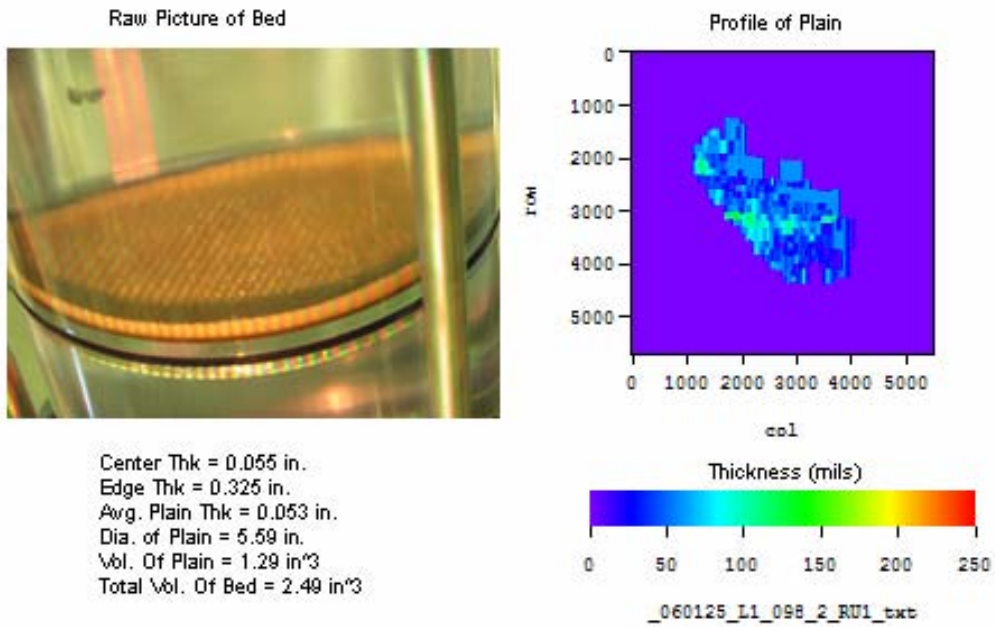 Raw Picture of Bed
Profile of Plain
0
1000
2000
3000
4000
5000
row
0 1000 2000 3000 4000 5000
col
Center Thk = 0.055 in.
Edge Thk = 0.325 in.
Avg. Plain Thk = 0.053 in.
Dia. of Plain = 5.59 in.
Vol. Of Plain = 1.29 in^3
Total Vol. Of Bed = 2.49 in^3
Thickness (mils)
0 50 100 150 200 250
_060125_L1_098_2_RU1_txt